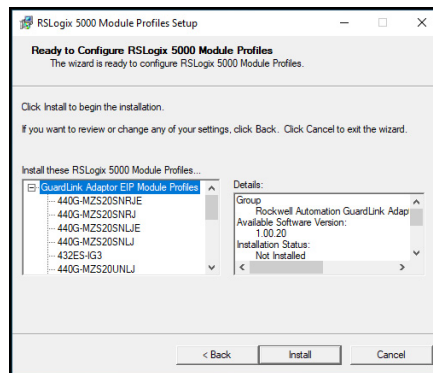 RSLogix 5000 Module Profiles Setup
Ready to Configure RSLogix 5000 Module Profiles
The wizard is ready to configure RSLogix 5000 Module Profiles.
Click Install to begin the installation.
If you want to review or change any of your settings, click Back. Click Cancel to exit the wizard.
Install these RSLogix 5000 Module Profiles...
GuardLink Adaptor EIP Module Profiles
440G-MZS20SNRJE
440G-MZS20SNRJ
440G-MZS20SNLJE
440G-MZS20SNLJ
432ES-IG3
440G-MZS20UNLJ
Details:
Group
Rockwell Automation GuardLink Adap
Available Software Version:
1.00.20
Installation Status:
Not Installed
< Back
Install
Cancel